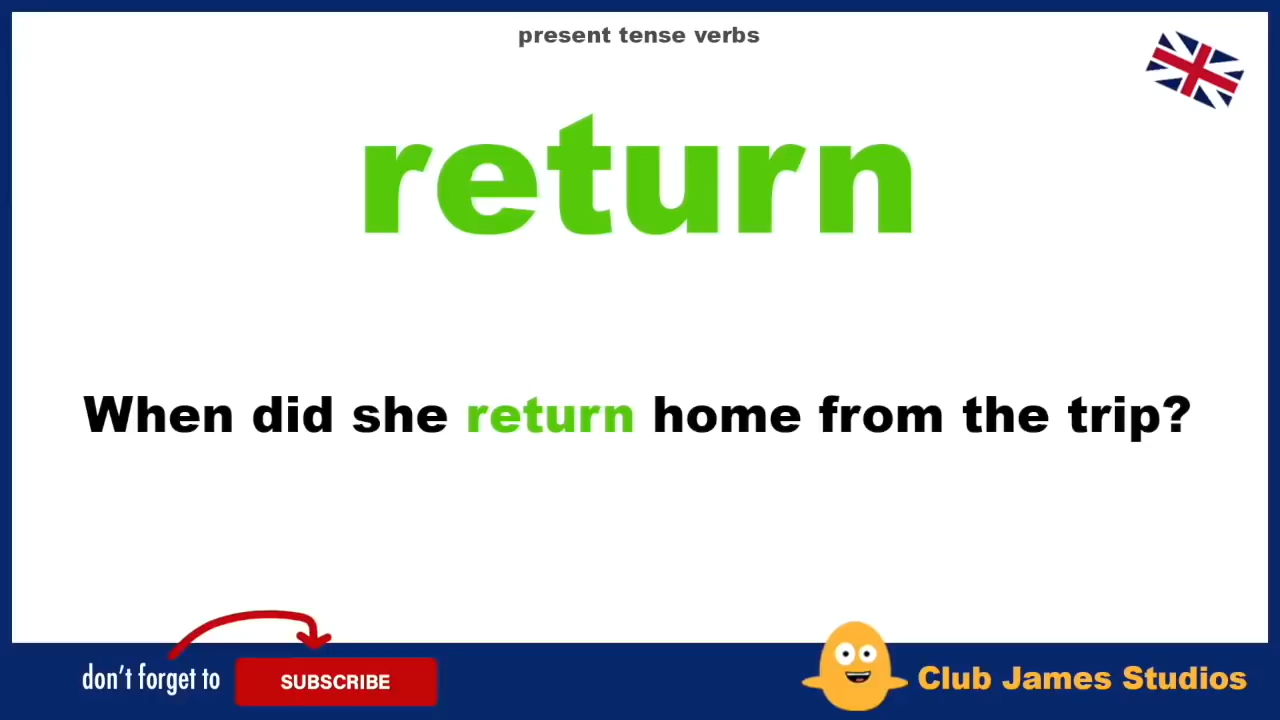 present tense verbs
return
When did she return home from the trip?
don't forget to
SUBSCRIBE
Club James Studios